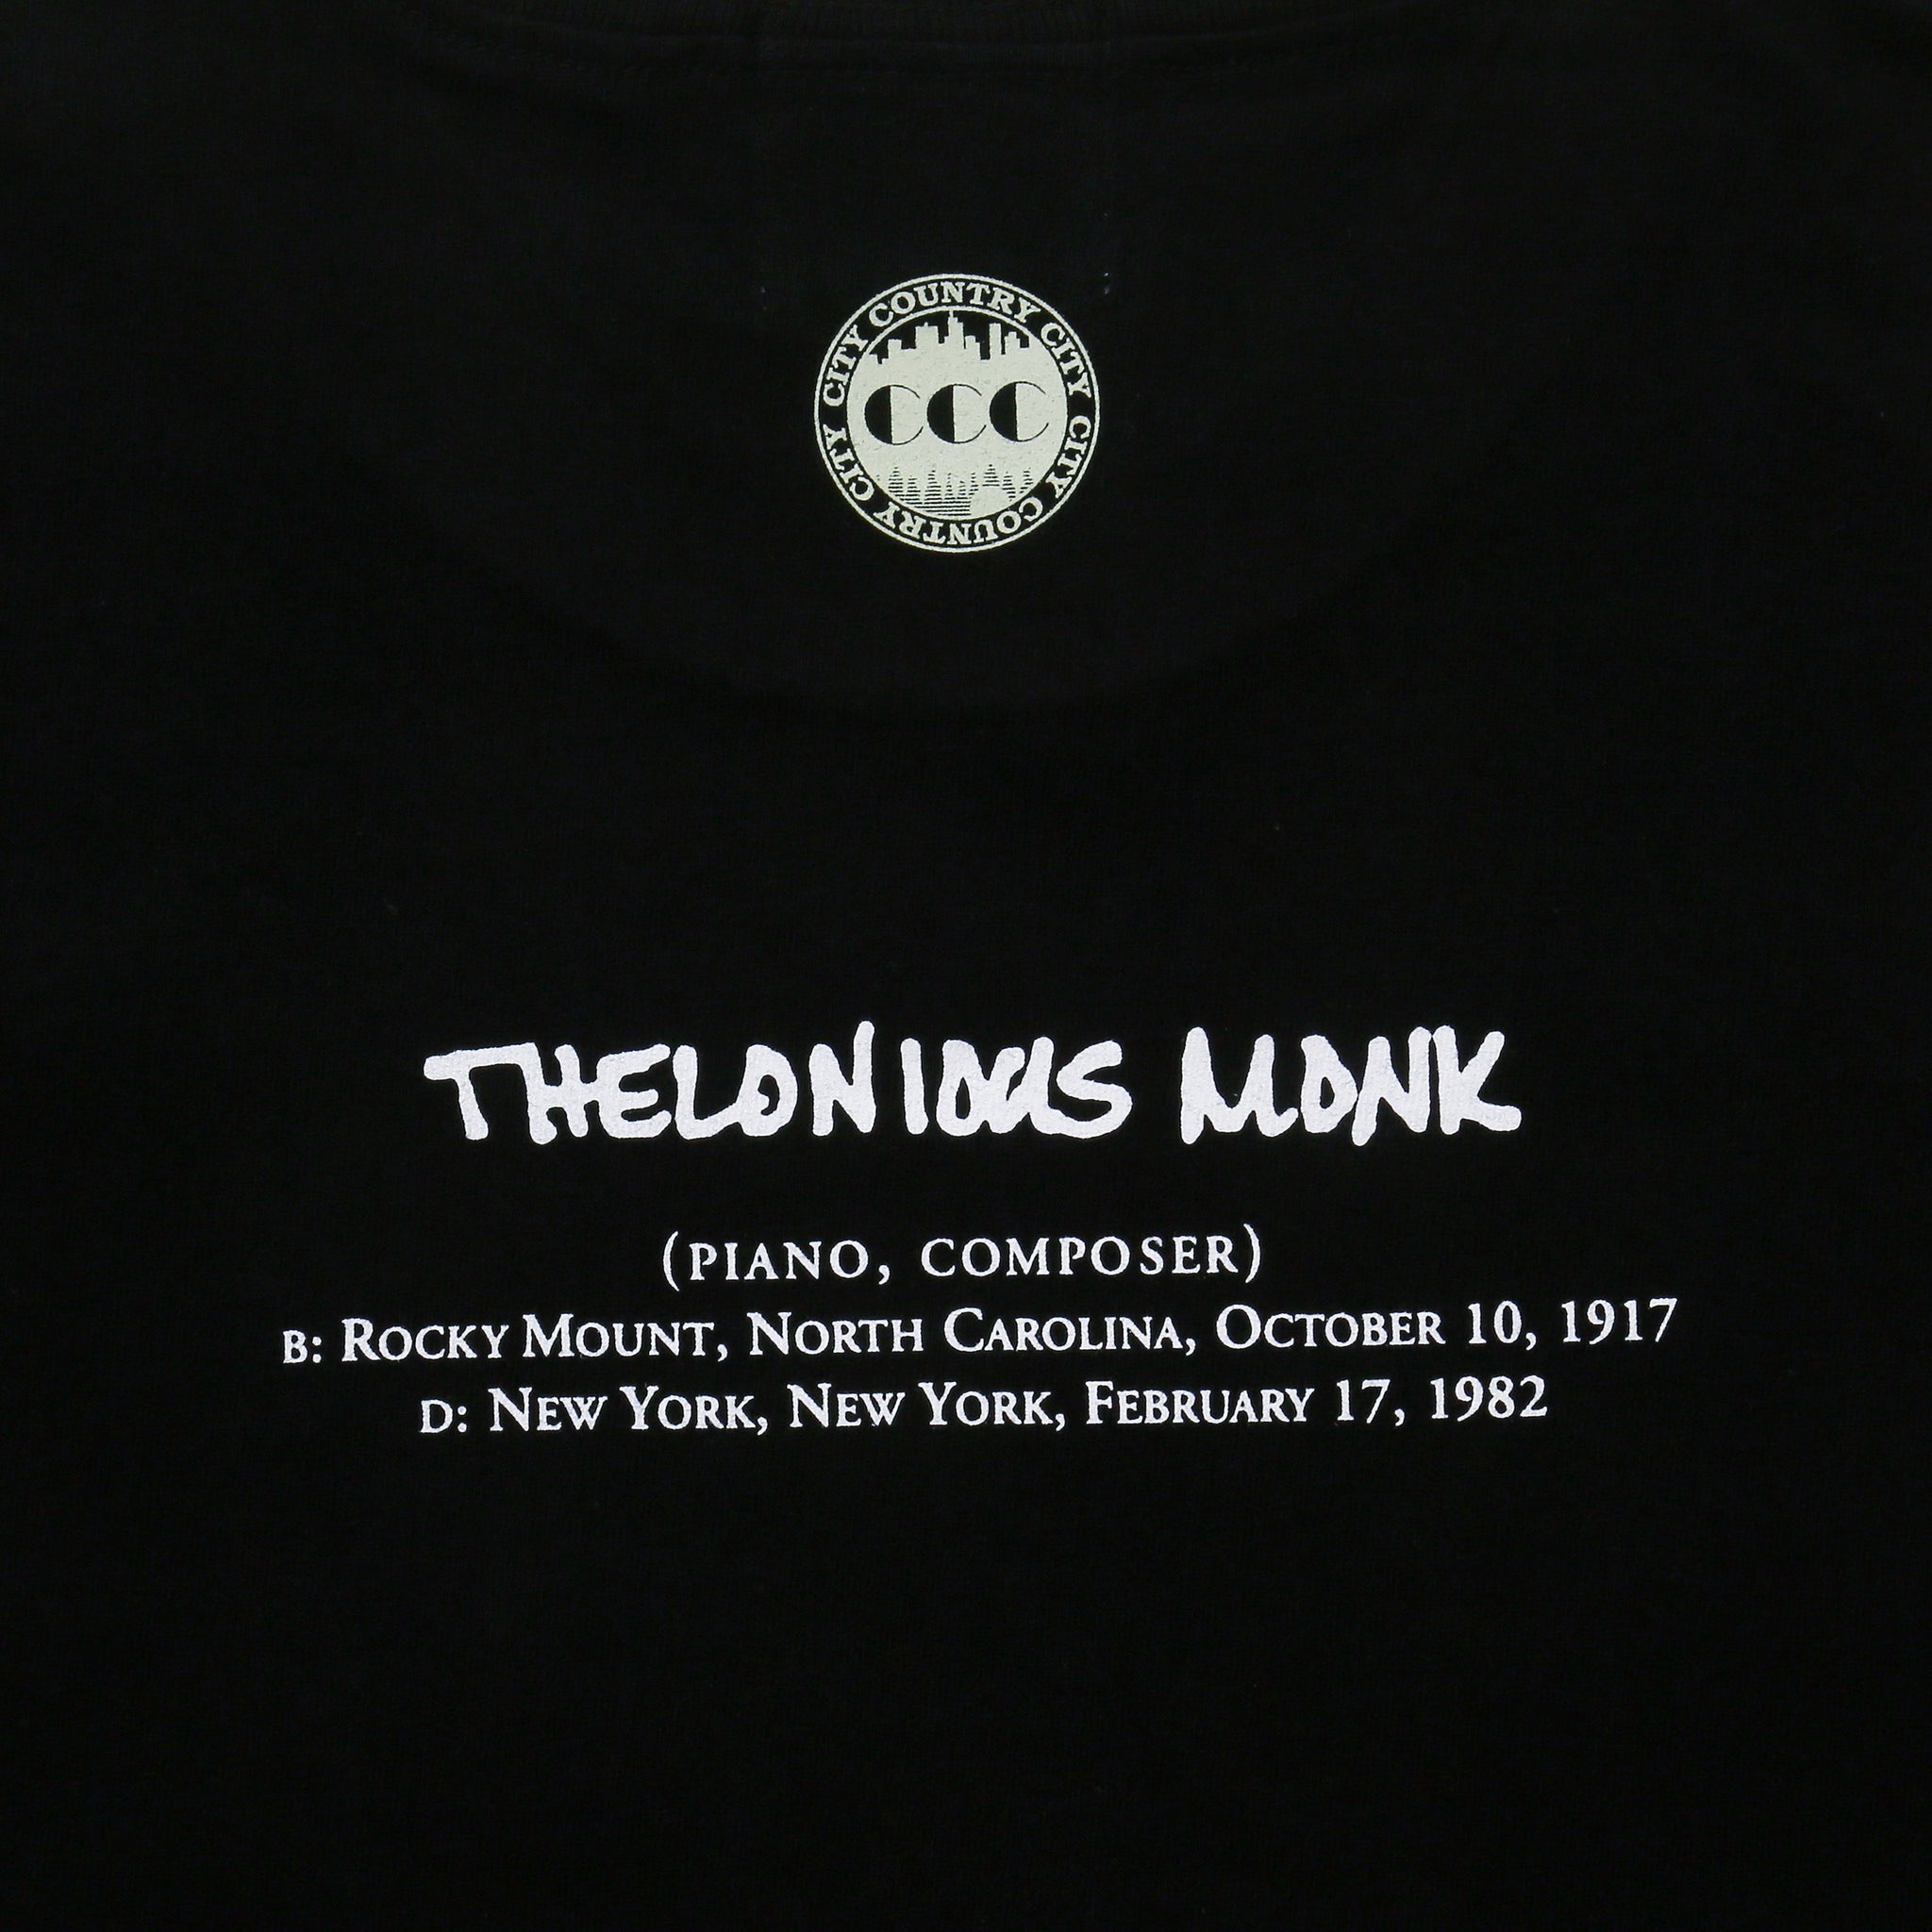 CITY COUNTRY CITY
CCC
CITY COUNTRY CITY
THELONIOUS MONK
(PIANO, COMPOSER)
B: ROCKY MOUNT, NORTH CAROLINA, OCTOBER 10, 1917
D: NEW YORK, NEW YORK, FEBRUARY 17, 1982